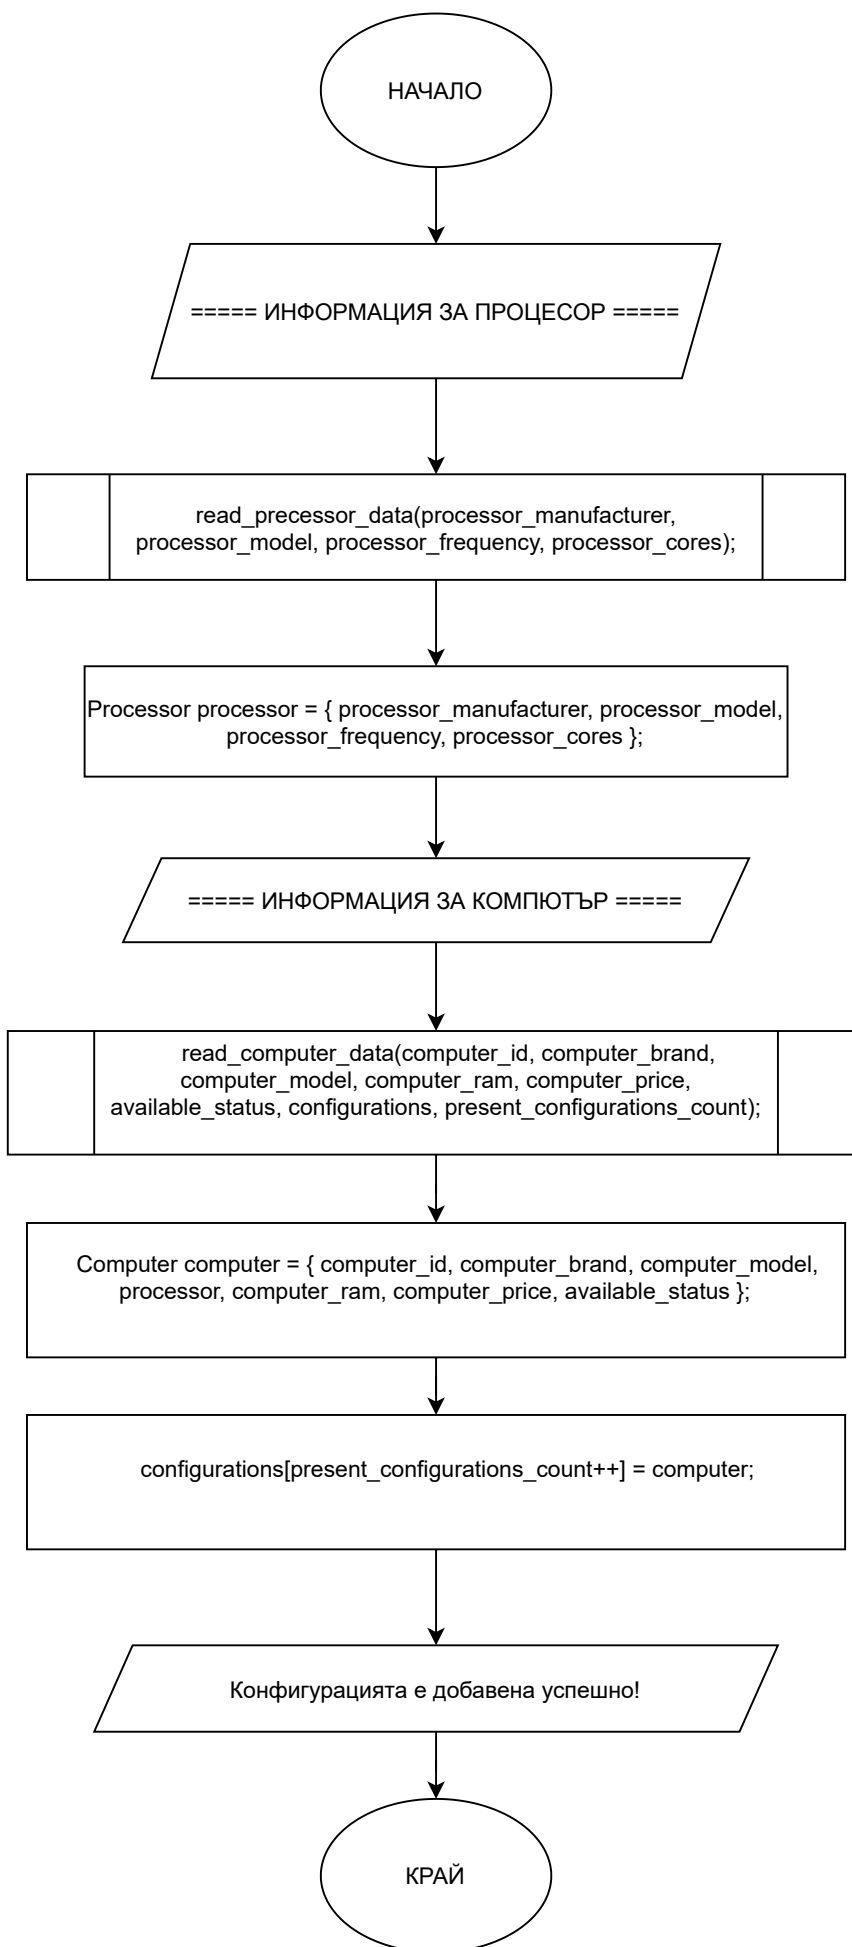 НАЧАЛО
===== ИНФОРМАЦИЯ ЗА ПРОЦЕСОР =====
read_precessor_data(processor_manufacturer,
processor_model, processor_frequency, processor_cores);
Processor processor = { processor_manufacturer, processor_model,
processor_frequency, processor_cores };
===== ИНФОРМАЦИЯ ЗА КОМПЮТЪР =====
read_computer_data(computer_id, computer_brand,
computer_model, computer_ram, computer_price,
available_status, configurations, present_configurations_count);
Computer computer = { computer_id, computer_brand, computer_model,
processor, computer_ram, computer_price, available_status };
configurations[present_configurations_count++] = computer;
Конфигурацията е добавена успешно!
КРАЙ